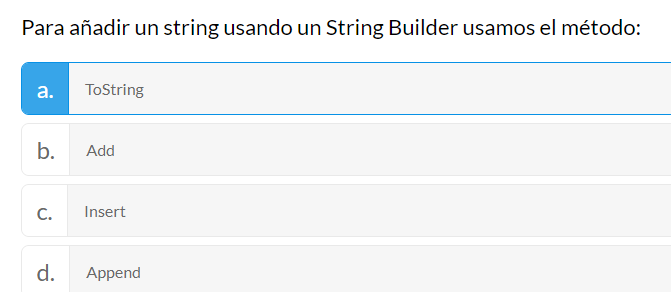 Para añadir un string usando un String Builder usamos el método:
a. ToString
b. Add
c. Insert
d. Append